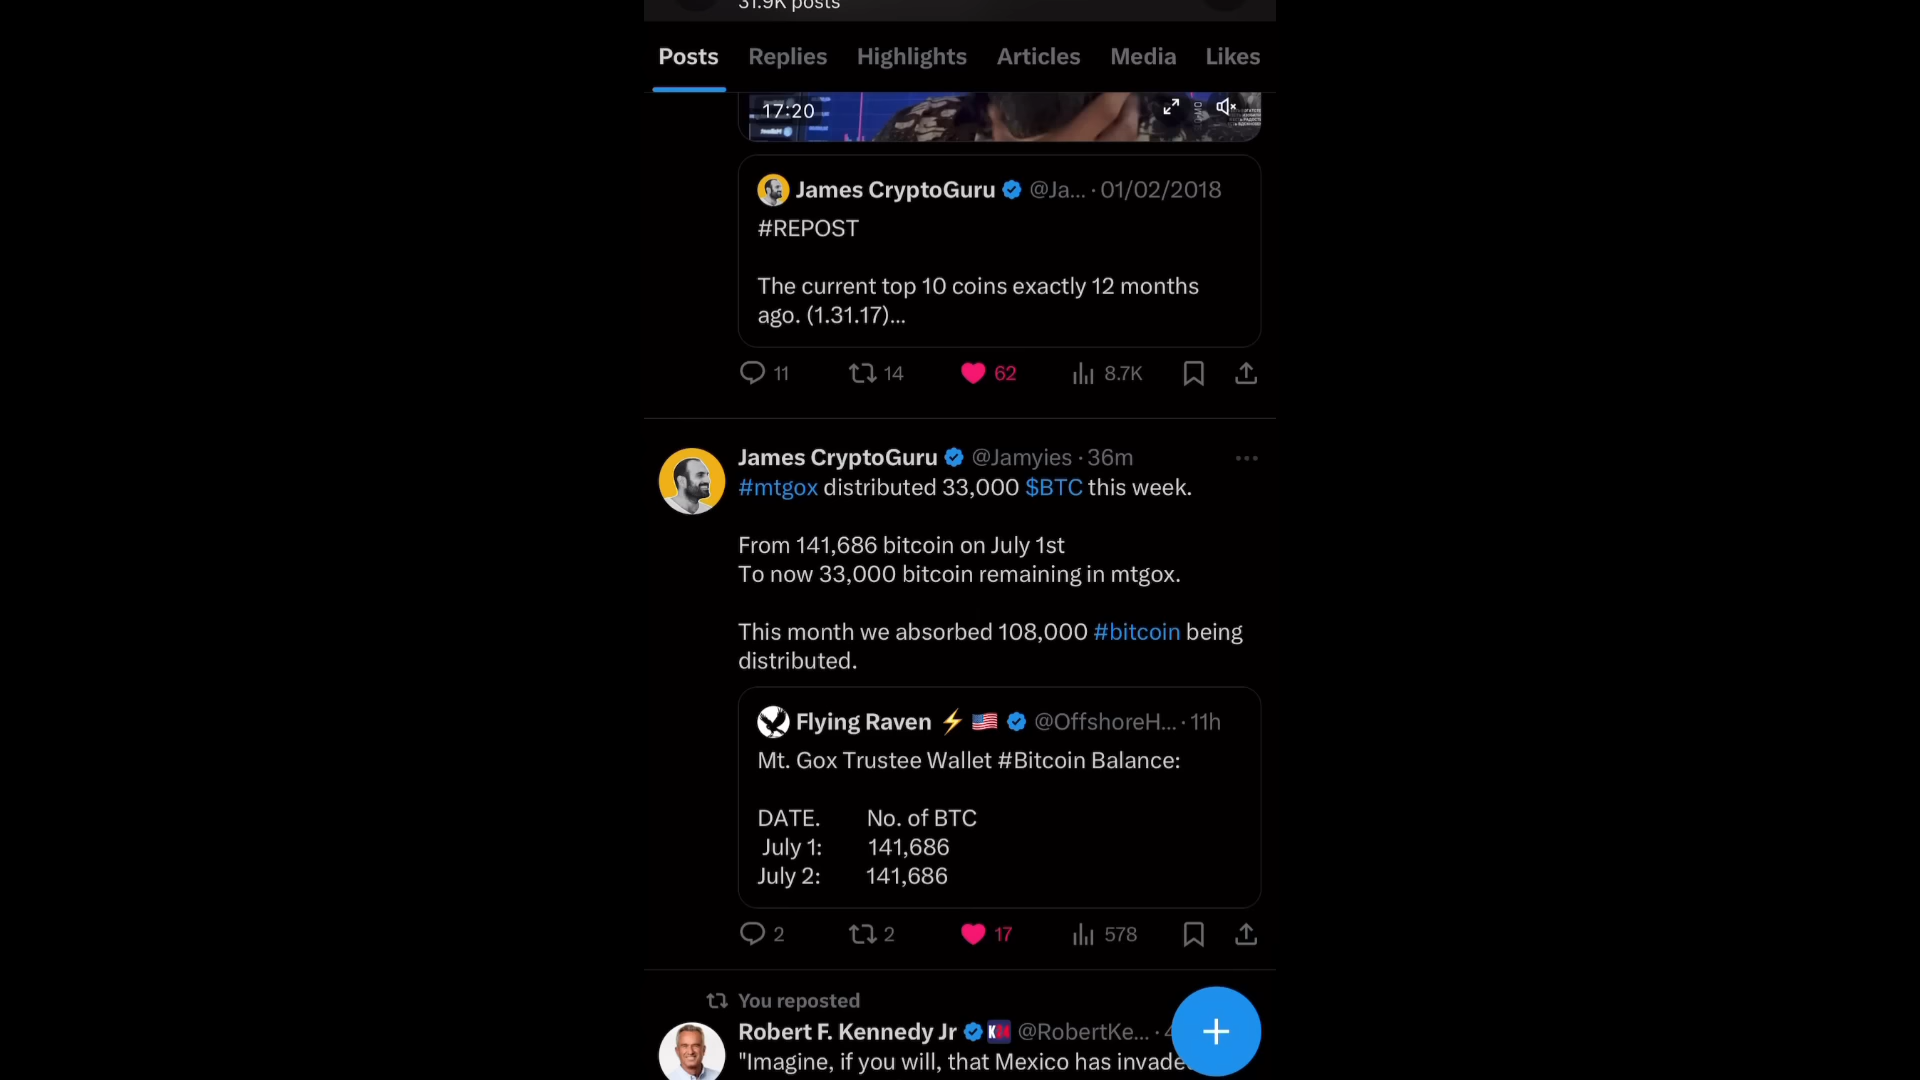 31.9K posts
Posts Replies Highlights Articles Media Likes
17:20
James CryptoGuru @Ja... · 01/02/2018
#REPOST
The current top 10 coins exactly 12 months
ago. (1.31.17)...
11 14 62 8.7K
James CryptoGuru @Jamyies · 36m
#mtgox distributed 33,000 $BTC this week.
From 141,686 bitcoin on July 1st
To now 33,000 bitcoin remaining in mtgox.
This month we absorbed 108,000 #bitcoin being
distributed.
Flying Raven @OffshoreH... · 11h
Mt. Gox Trustee Wallet #Bitcoin Balance:
DATE. No. of BTC
July 1: 141,686
July 2: 141,686
2 2 17 578
You reposted
Robert F. Kennedy Jr K24 @RobertKe... · 4
"Imagine, if you will, that Mexico has invade